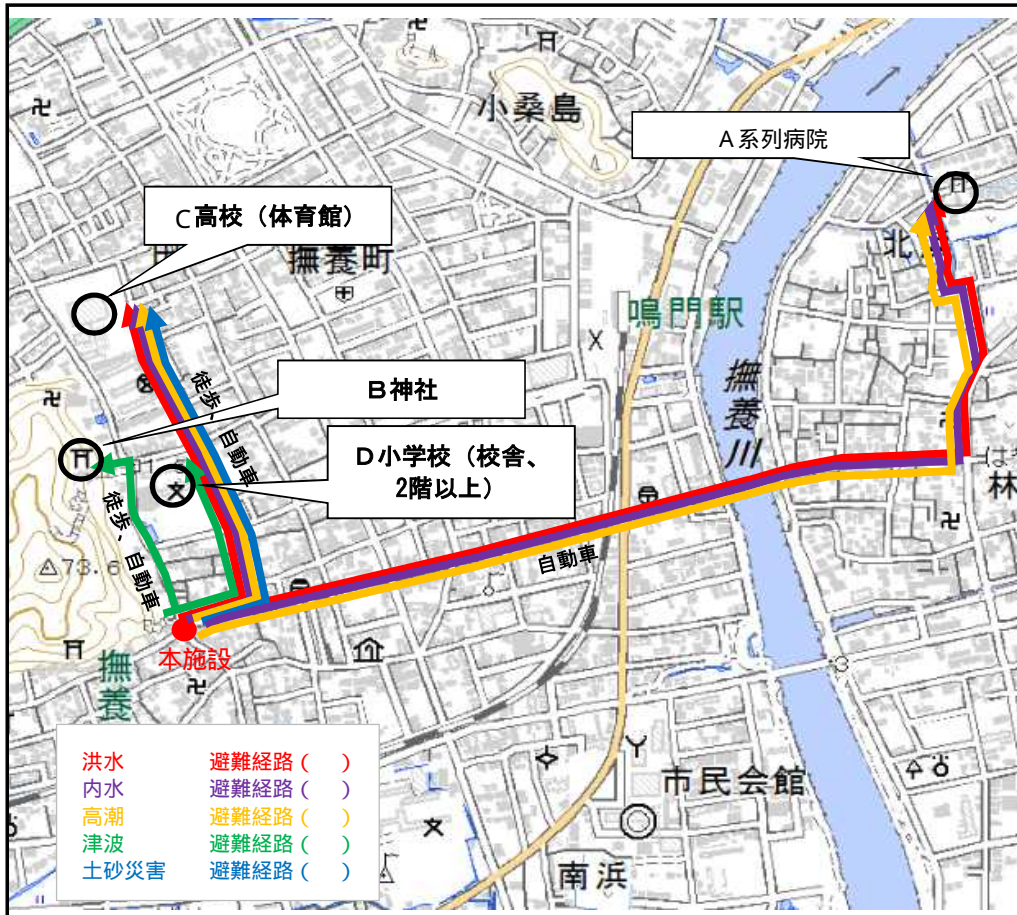 小桑島
A系列病院
C高校（体育館）
撫養町
北
鳴門駅
撫養川
B神社
徒歩、自動車
D小学校（校舎、
2階以上）
徒歩、自動車
自動車
林
73.6
本施設
撫養
洪水 避難経路（ ）
内水 避難経路（ ）
高潮 避難経路（ ）
津波 避難経路（ ）
土砂災害 避難経路（ ）
市民会館
南浜